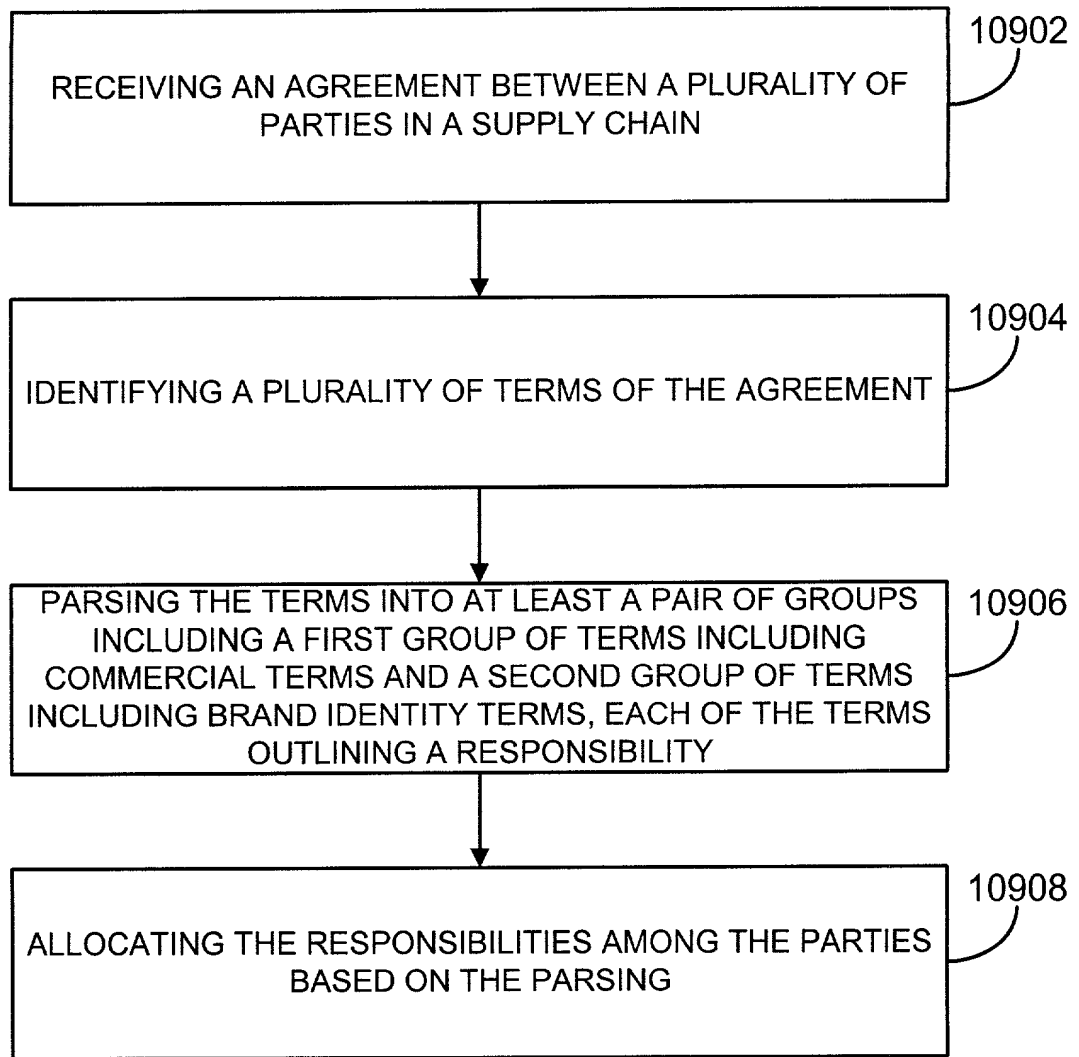 10902
RECEIVING AN AGREEMENT BETWEEN A PLURALITY OF
PARTIES IN A SUPPLY CHAIN
10904
IDENTIFYING A PLURALITY OF TERMS OF THE AGREEMENT
10906
PARSING THE TERMS INTO AT LEAST A PAIR OF GROUPS
INCLUDING A FIRST GROUP OF TERMS INCLUDING
COMMERCIAL TERMS AND A SECOND GROUP OF TERMS
INCLUDING BRAND IDENTITY TERMS, EACH OF THE TERMS
OUTLINING A RESPONSIBILITY
10908
ALLOCATING THE RESPONSIBILITIES AMONG THE PARTIES
BASED ON THE PARSING